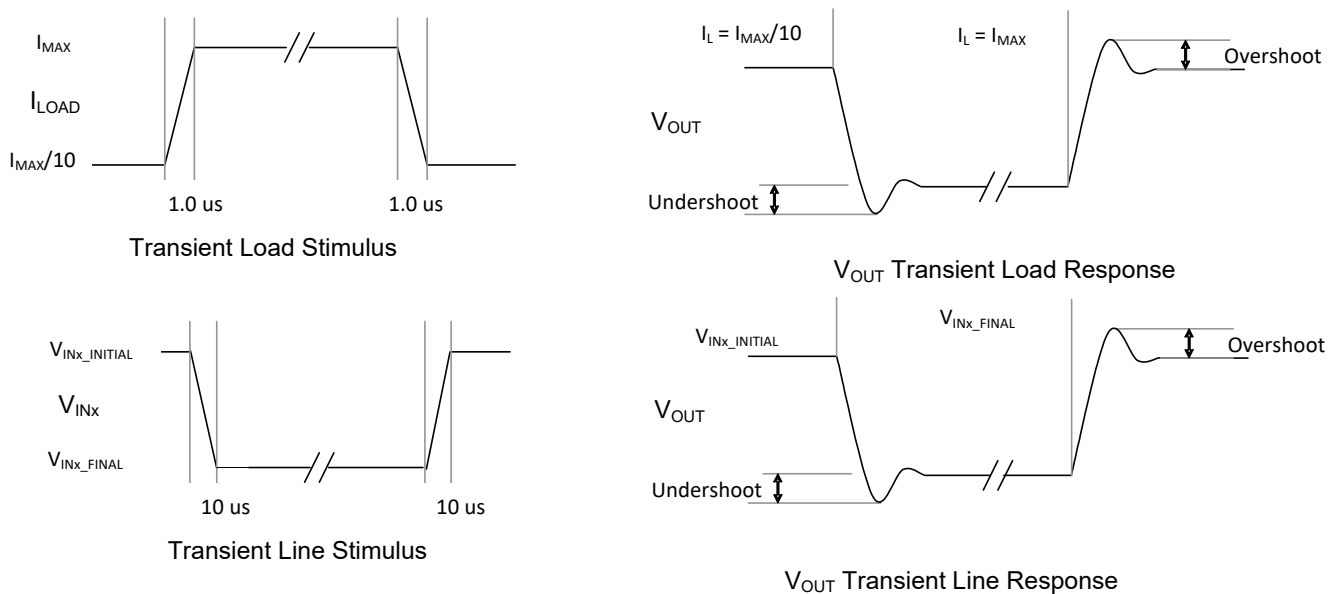 I_MAX
I_LOAD
I_MAX/10
1.0 us
1.0 us
Transient Load Stimulus
I_L = I_MAX/10
I_L = I_MAX
Overshoot
V_OUT
Undershoot
V_OUT Transient Load Response
V_INx_INITIAL
V_INx
V_INx_FINAL
10 us
10 us
Transient Line Stimulus
V_INx_INITIAL
V_INx_FINAL
Overshoot
V_OUT
Undershoot
V_OUT Transient Line Response